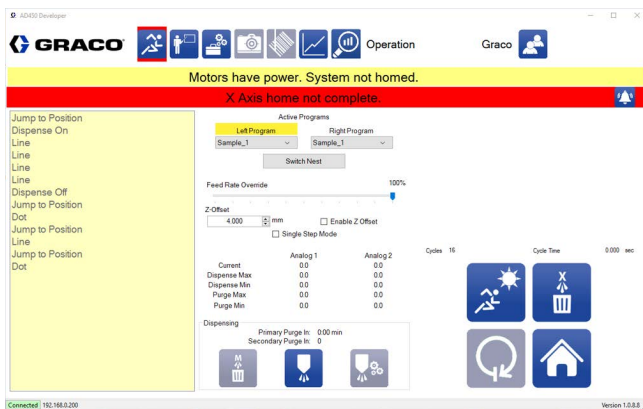 AD450 Developer
GRACO
Operation
Graco
Motors have power. System not homed.
X Axis home not complete.
Jump to Position
Dispense On
Line
Line
Line
Line
Dispense Off
Jump to Position
Dot
Jump to Position
Line
Jump to Position
Dot
Active Programs
Left Program Right Program
Sample_1 Sample_1
Switch Nest
Feed Rate Override 100%
Z-Offset
4.000 mm Enable Z Offset
Single Step Mode
Analog 1 Analog 2
Current 0.0 0.0
Dispense Max 0.0 0.0
Dispense Min 0.0 0.0
Purge Max 0.0 0.0
Purge Min 0.0 0.0
Dispensing
Primary Purge In: 0:00 min
Secondary Purge In: 0
M
Cycles 16 Cycle Time 0.000 sec
X
Connected 192.168.0.200 Version 1.0.8.8